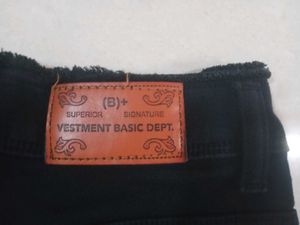 (B)+
SUPERIOR SIGNATURE
VESTMENT BASIC DEPT.